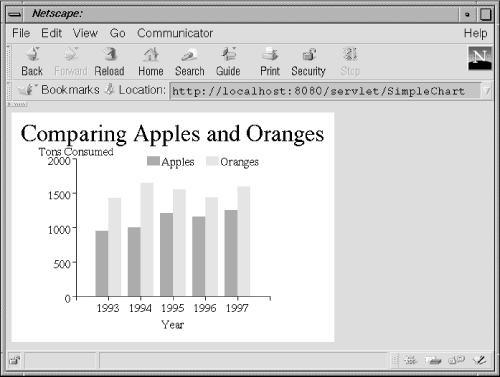 Netscape:
File Edit View Go Communicator Help
Back Forward Reload Home Search Guide Print Security Stop
Bookmarks Location: http://localhost:8080/servlet/SimpleChart
Comparing Apples and Oranges
Tons Consumed
Apples Oranges
2000
1500
1000
500
0
1993 1994 1995 1996 1997
Year